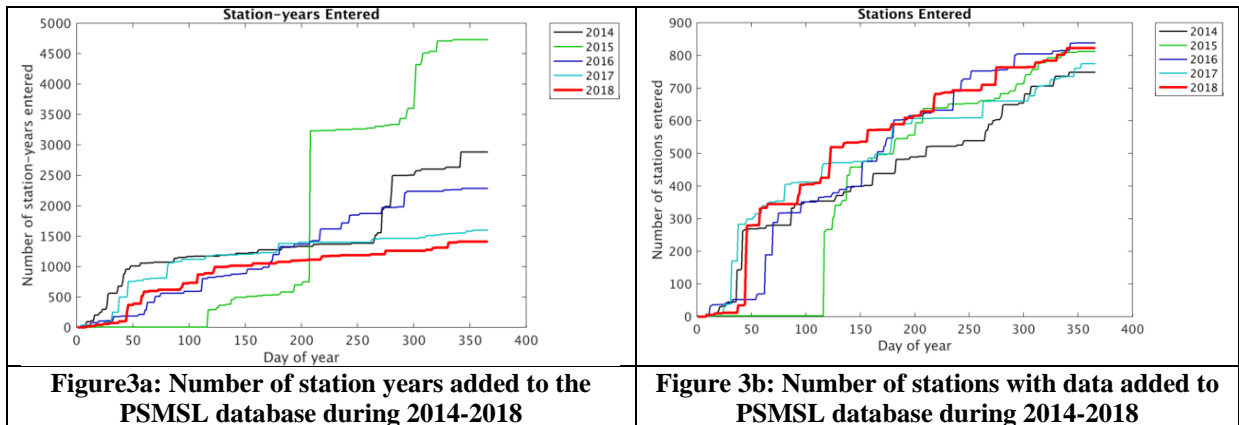 Station-years Entered
5000
4500
4000
3500
3000
2500
2000
1500
1000
500
0
Number of station-years entered
0 50 100 150 200 250 300 350 400
Day of year
2014
2015
2016
2017
2018
Figure3a: Number of station years added to the
PSMSL database during 2014-2018
Stations Entered
900
800
700
600
500
400
300
200
100
0
Number of stations entered
0 50 100 150 200 250 300 350 400
Day of year
2014
2015
2016
2017
2018
Figure 3b: Number of stations with data added to
PSMSL database during 2014-2018